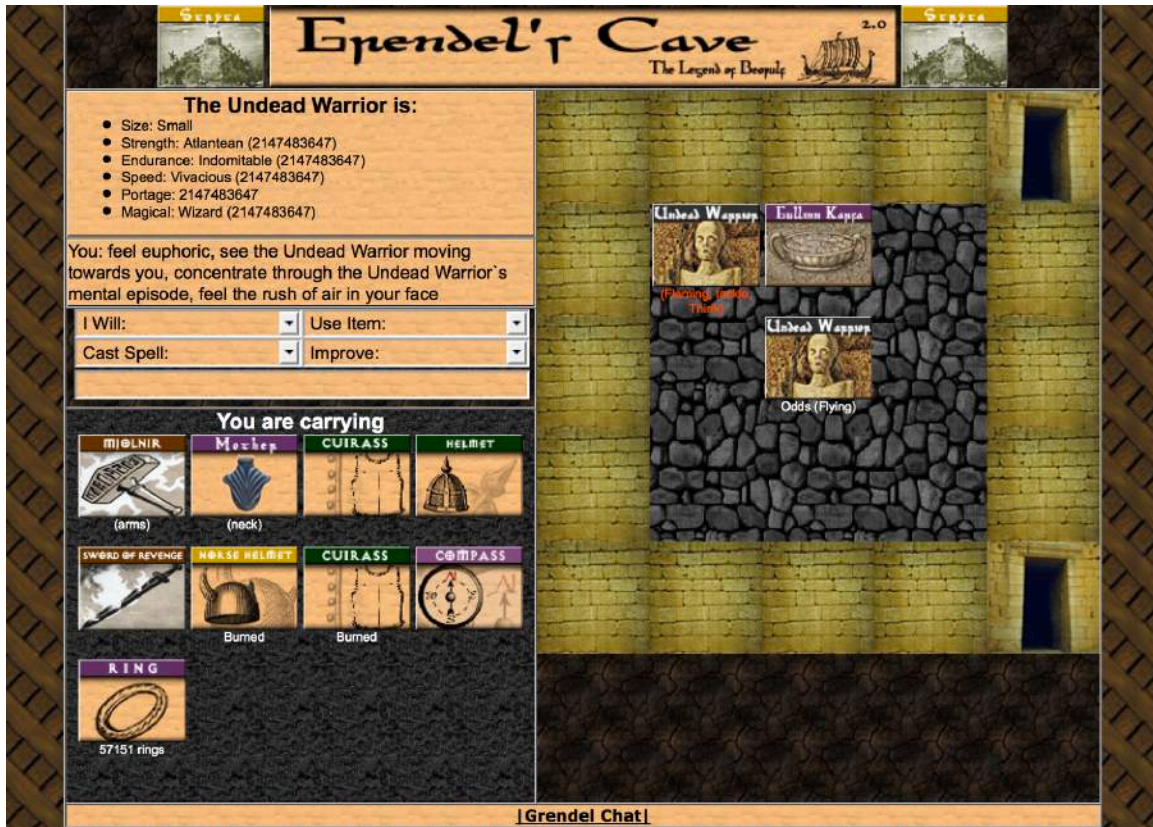 Serpea
Grendel's Cave
2.0
The Legend of Beowulf
Serpea
The Undead Warrior is:
Size: Small
Strength: Atlantean (2147483647)
Endurance: Indomitable (2147483647)
Speed: Vivacious (2147483647)
Portage: 2147483647
Magical: Wizard (2147483647)
You: feel euphoric, see the Undead Warrior moving
towards you, concentrate through the Undead Warrior`s
mental episode, feel the rush of air in your face
I Will:
Use Item:
Cast Spell:
Improve:
You are carrying
MJOLNIR
CUIRASS
HELMET
(arms)
(neck)
SWORD OF REVENGE
NORSE HELMET
CUIRASS
COMPASS
N
S
Burned
Burned
RING
57151 rings
Undead Warrior
(Flaming,
Think)
Undead Warrior
Odds (Flying)
|Grendel Chat|